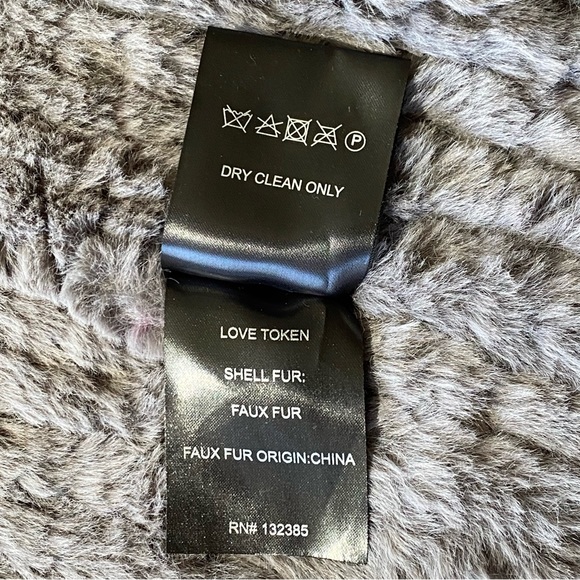 P
DRY CLEAN ONLY
LOVE TOKEN
SHELL FUR:
FAUX FUR
FAUX FUR ORIGIN:CHINA
RN# 132385